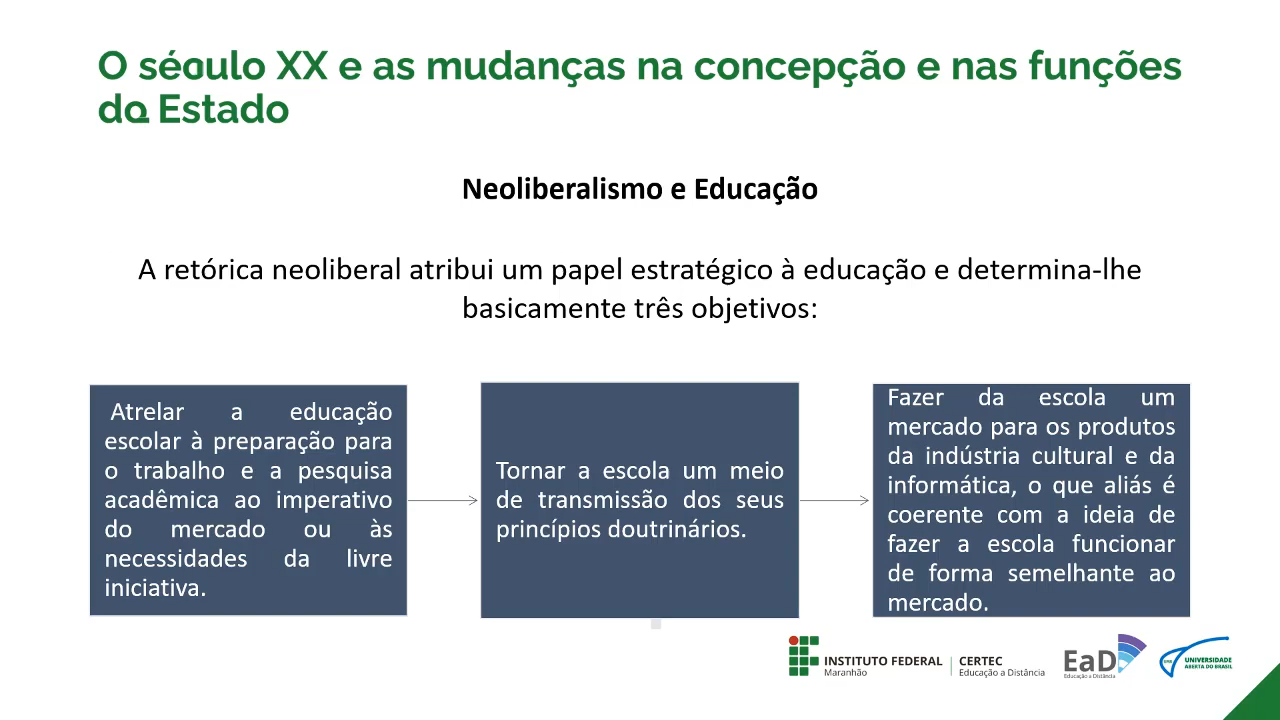 O século XX e as mudanças na concepção e nas funções
do Estado
Neoliberalismo e Educação
A retórica neoliberal atribui um papel estratégico à educação e determina-lhe
basicamente três objetivos:
Atrelar a educação
escolar à preparação para
o trabalho e a pesquisa
acadêmica ao imperativo
do mercado ou às
necessidades da livre
iniciativa.
Tornar a escola um meio
de transmissão dos seus
princípios doutrinários.
Fazer da escola um
mercado para os produtos
da indústria cultural e da
informática, o que aliás é
coerente com a ideia de
fazer a escola funcionar
de forma semelhante ao
mercado.
INSTITUTO FEDERAL
Maranhão
CERTEC
Educação a Distância
EaD
Educação a Distância
UAB
UNIVERSIDADE
ABERTA DO BRASIL